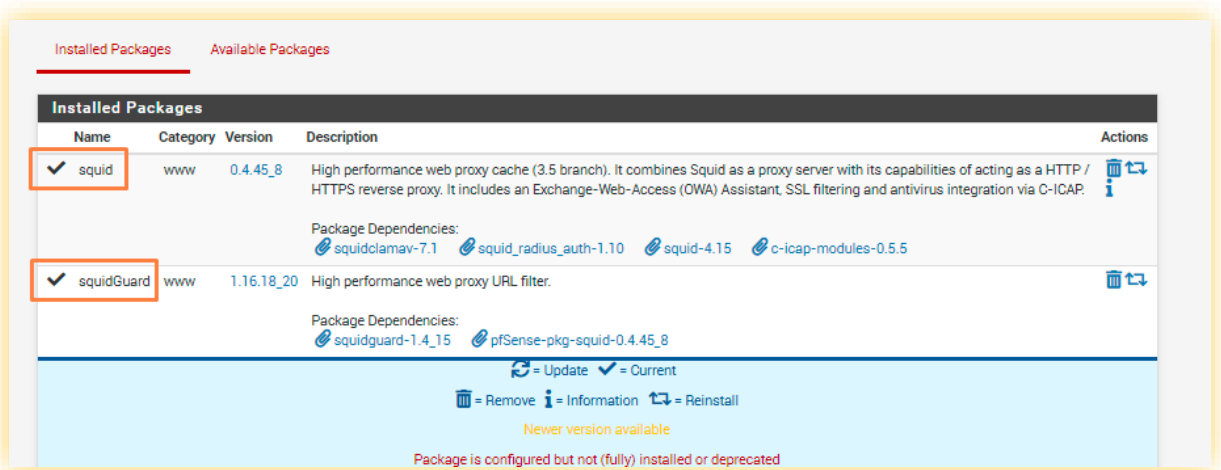 Installed Packages Available Packages
Installed Packages
Name Category Version Description Actions
squid www 0.4.45_8 High performance web proxy cache (3.5 branch). It combines Squid as a proxy server with its capabilities of acting as a HTTP /
HTTPS reverse proxy. It includes an Exchange-Web-Access (OWA) Assistant, SSL filtering and antivirus integration via C-ICAP.
Package Dependencies:
squidclamav-7.1 squid_radius_auth-1.10 squid-4.15 c-icap-modules-0.5.5
squidGuard www 1.16.18_20 High performance web proxy URL filter.
Package Dependencies:
squidguard-1.4_15 pfSense-pkg-squid-0.4.45_8
= Update = Current
= Remove = Information = Reinstall
Newer version available
Package is configured but not (fully) installed or deprecated